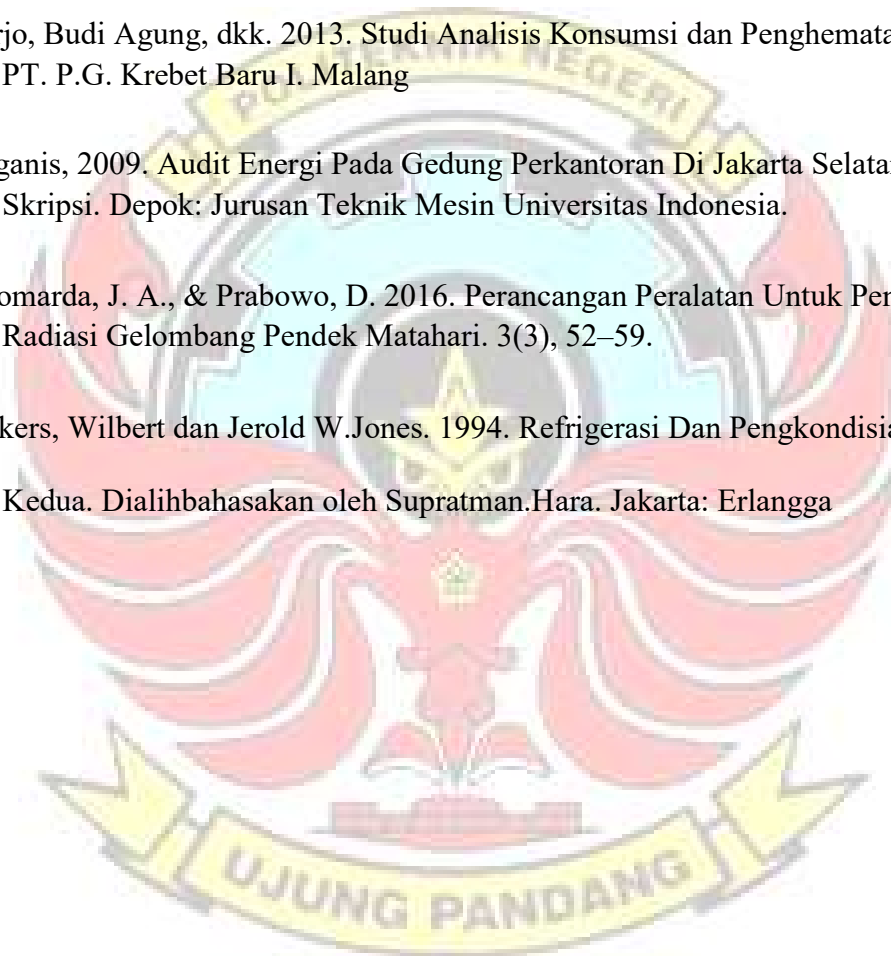 POLITEKNIK NEGERI
rjo, Budi Agung, dkk. 2013. Studi Analisis Konsumsi dan Penghemata
PT. P.G. Krebet Baru I. Malang
ganis, 2009. Audit Energi Pada Gedung Perkantoran Di Jakarta Selata
Skripsi. Depok: Jurusan Teknik Mesin Universitas Indonesia.
omarda, J. A., & Prabowo, D. 2016. Perancangan Peralatan Untuk Pen
Radiasi Gelombang Pendek Matahari. 3(3), 52–59.
kers, Wilbert dan Jerold W.Jones. 1994. Refrigerasi Dan Pengkondisia
Kedua. Dialihbahasakan oleh Supratman.Hara. Jakarta: Erlangga
UJUNG PANDANG